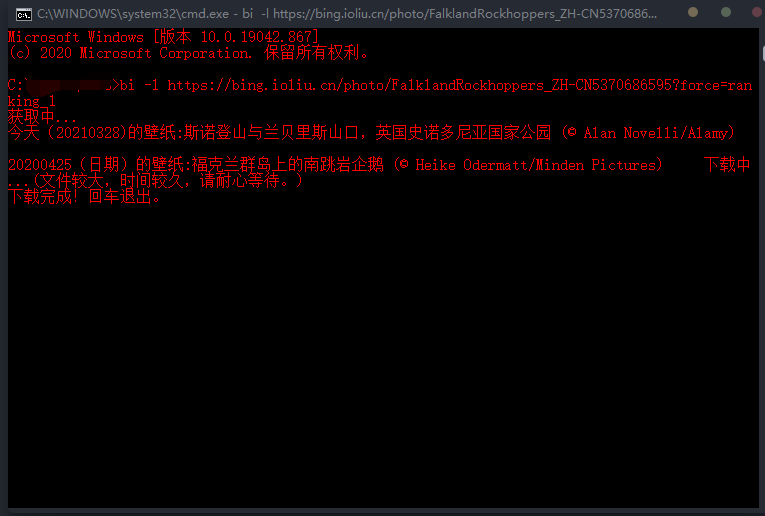 C:\WINDOWS\system32\cmd.exe - bi -l https://bing.ioliu.cn/photo/FalklandRockhoppers_ZH-CN5370686...
Microsoft Windows [版本 10.0.19042.867]
(c) 2020 Microsoft Corporation. 保留所有权利。
C:\>bi -l https://bing.ioliu.cn/photo/FalklandRockhoppers_ZH-CN5370686595?force=ran
king_1
获取中...
今天 (20210328)的壁纸:斯诺登山与兰贝里斯山口，英国史诺多尼亚国家公园 (© Alan Novelli/Alamy)
20200425 (日期) 的壁纸:福克兰群岛上的南跳岩企鹅 (© Heike Odermatt/Minden Pictures) 下载中
...(文件较大，时间较久，请耐心等待。)
下载完成! 回车退出。